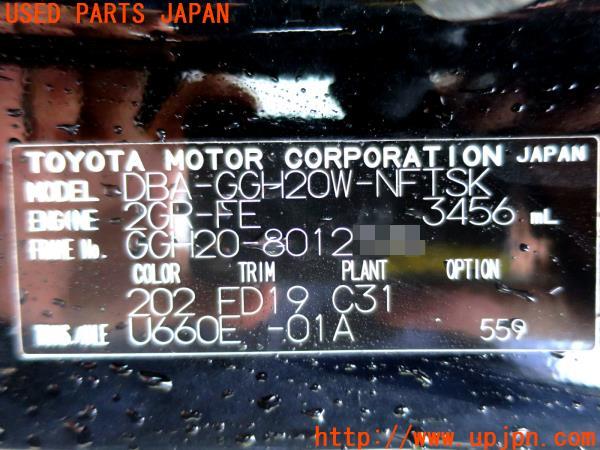 USED PARTS JAPAN
TOYOTA MOTOR CORPORATION JAPAN
MODEL DBA-GGH20W-NFTSK
ENGINE 2GR-FE 3456 mL
FRAME No. GGH20-8012
COLOR TRIM PLANT OPTION
202 FD19 C31
TRANS./AXLE U660E -01A 559
http://www.upjpn.com